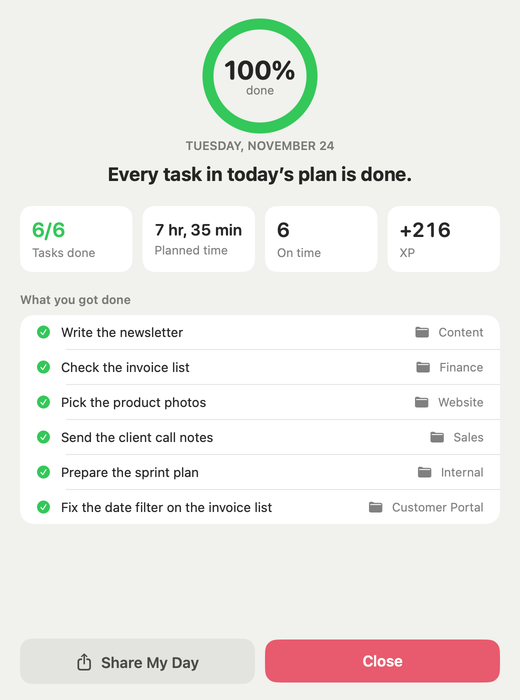 100%
done
TUESDAY, NOVEMBER 24
Every task in today’s plan is done.
6/6
Tasks done
7 hr, 35 min
Planned time
6
On time
+216
XP
What you got done
Write the newsletter
Content
Check the invoice list
Finance
Pick the product photos
Website
Send the client call notes
Sales
Prepare the sprint plan
Internal
Fix the date filter on the invoice list
Customer Portal
Share My Day
Close